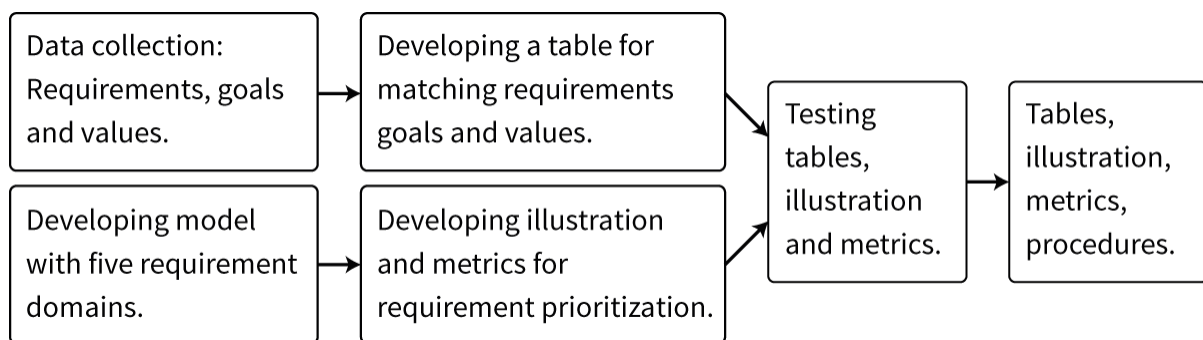 Data collection:
Requirements, goals
and values.
Developing a table for
matching requirements
goals and values.
Developing model
with five requirement
domains.
Developing illustration
and metrics for
requirement prioritization.
Testing
tables,
illustration
and metrics.
Tables,
illustration,
metrics,
procedures.